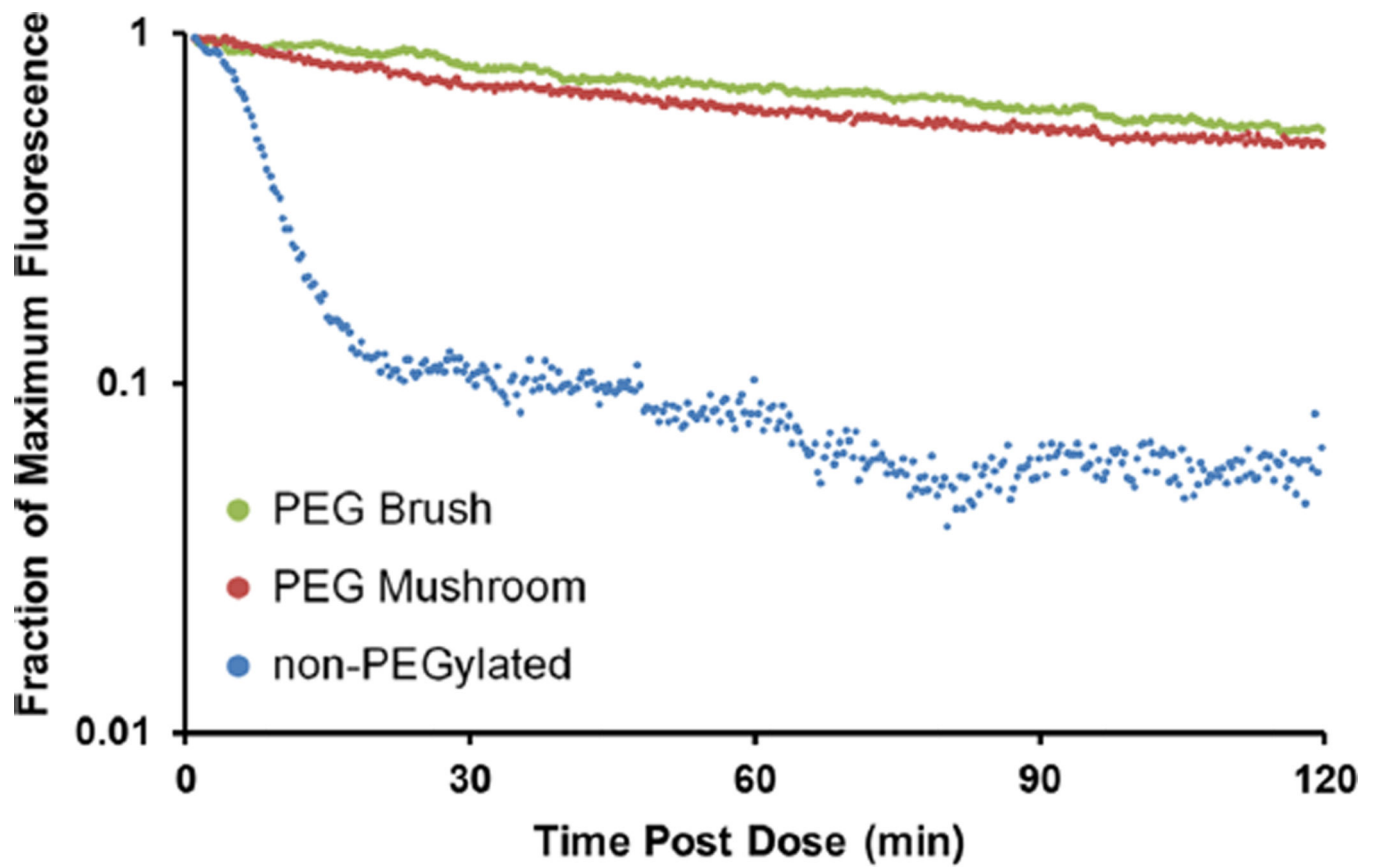 Fraction of Maximum Fluorescence
1
0.1
0.01
PEG Brush
PEG Mushroom
non-PEGylated
0 30 60 90 120
Time Post Dose (min)